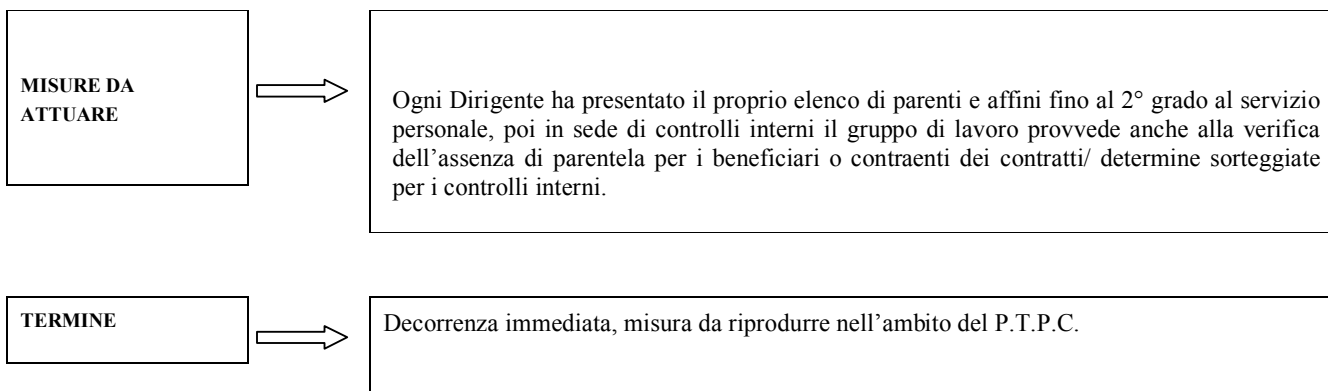 MISURE DA
ATTUARE
Ogni Dirigente ha presentato il proprio elenco di parenti e affini fino al 2° grado al servizio
personale, poi in sede di controlli interni il gruppo di lavoro provvede anche alla verifica
dell’assenza di parentela per i beneficiari o contraenti dei contratti/ determine sorteggiate
per i controlli interni.
TERMINE
Decorrenza immediata, misura da riprodurre nell’ambito del P.T.P.C.